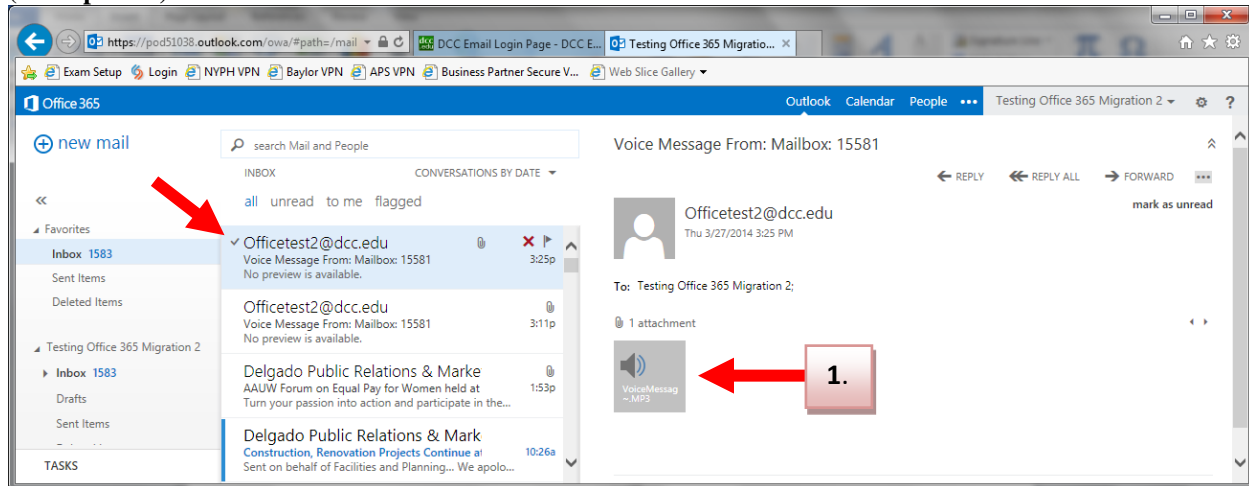 https://pod51038.outlook.com/owa/#path=/mail
DCC Email Login Page - DCC E...
Testing Office 365 Migratio...
Exam Setup
Login
NYPH VPN
Baylor VPN
APS VPN
Business Partner Secure V...
Web Slice Gallery
Office 365
Outlook
Calendar
People
Testing Office 365 Migration 2
?
new mail
Favorites
Inbox 1583
Sent Items
Deleted Items
Testing Office 365 Migration 2
Inbox 1583
Drafts
Sent Items
TASKS
search Mail and People
INBOX
CONVERSATIONS BY DATE
all unread to me flagged
Officetest2@dcc.edu
Voice Message From: Mailbox: 15581 3:25p
No preview is available.
Officetest2@dcc.edu
Voice Message From: Mailbox: 15581 3:11p
No preview is available.
Delgado Public Relations & Marke
AAUW Forum on Equal Pay for Women held at 1:53p
Turn your passion into action and participate in the...
Delgado Public Relations & Mark
Construction, Renovation Projects Continue at 10:26a
Sent on behalf of Facilities and Planning... We apolo...
Voice Message From: Mailbox: 15581
REPLY
REPLY ALL
FORWARD
mark as unread
Officetest2@dcc.edu
Thu 3/27/2014 3:25 PM
To: Testing Office 365 Migration 2;
1 attachment
VoiceMessag
~.MP3
1.